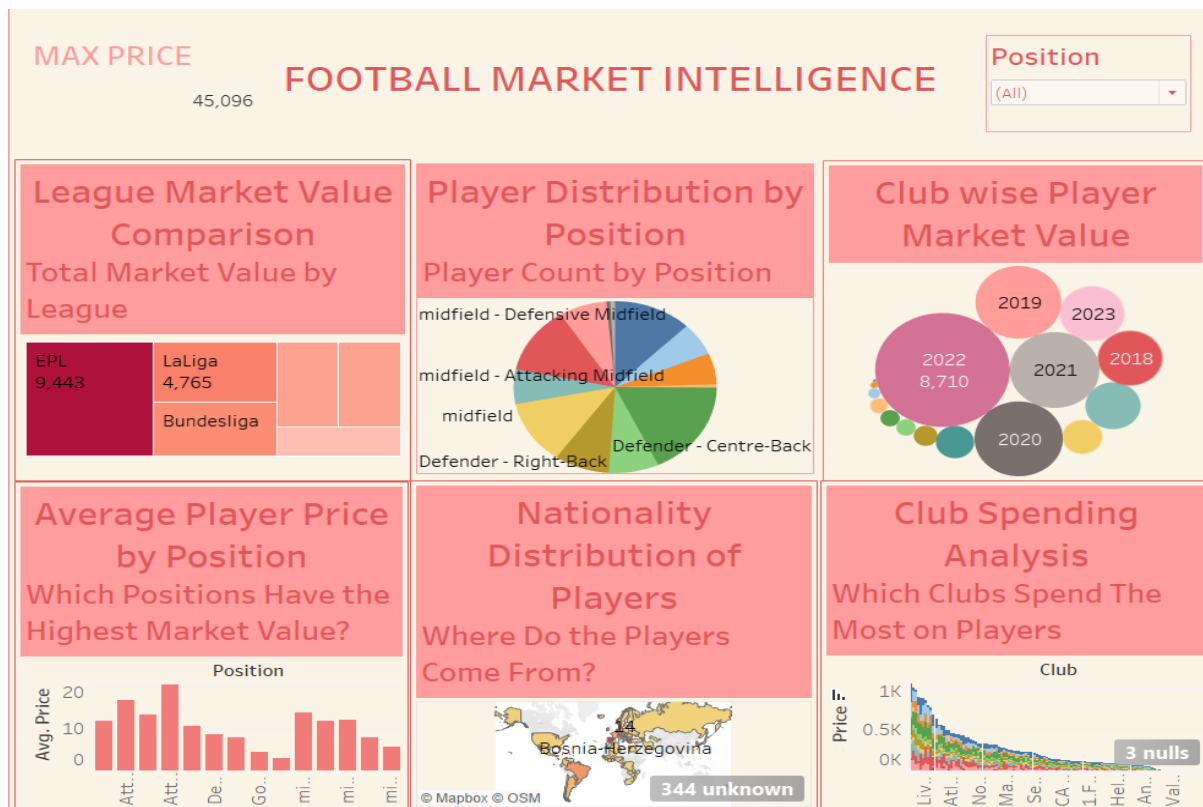 MAX PRICE
45,096
FOOTBALL MARKET INTELLIGENCE
Position
(All)
League Market Value
Comparison
Total Market Value by
League
EPL
9,443
LaLiga
4,765
Bundesliga
Player Distribution by
Position
Player Count by Position
midfield - Defensive Midfield
midfield - Attacking Midfield
midfield
Defender - Centre-Back
Defender - Right-Back
Club wise Player
Market Value
2019
2023
2022
8,710
2021
2018
2020
Average Player Price
by Position
Which Positions Have the
Highest Market Value?
Position
Avg. Price
20
10
0
Att..
Att..
De..
Go..
mi..
mi..
mi..
Nationality
Distribution of
Players
Where Do the Players
Come From?
14
Bosnia-Herzegovina
344 unknown
© Mapbox © OSM
Club Spending
Analysis
Which Clubs Spend The
Most on Players
Club
Price
1K
0.5K
0K
3 nulls
Liv..
Atl..
No..
Ma..
Se..
CA ..
1.F..
Hel..
An..
Val..